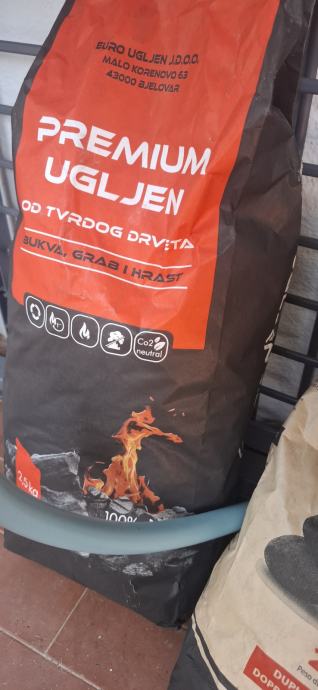 EURO UGLJEN J.D.O.O.
MALO KORENOVO 63
43000 BJELOVAR
PREMIUM
UGLJEN
OD TVRDOG DRVETA
BUKVA, GRAB I HRAST
Co2
neutral
2,5 kg
100%
Peso